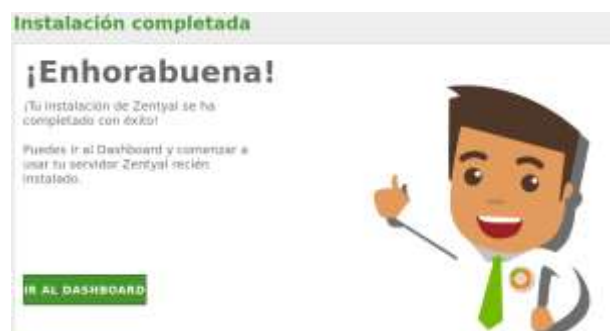 Instalación completada
¡Enhorabuena!
¡Tu instalación de Zentyal se ha
completado con éxito!
Puedes ir al Dashboard y comenzar a
usar tu servidor Zentyal recién
instalado.
IR AL DASHBOARD